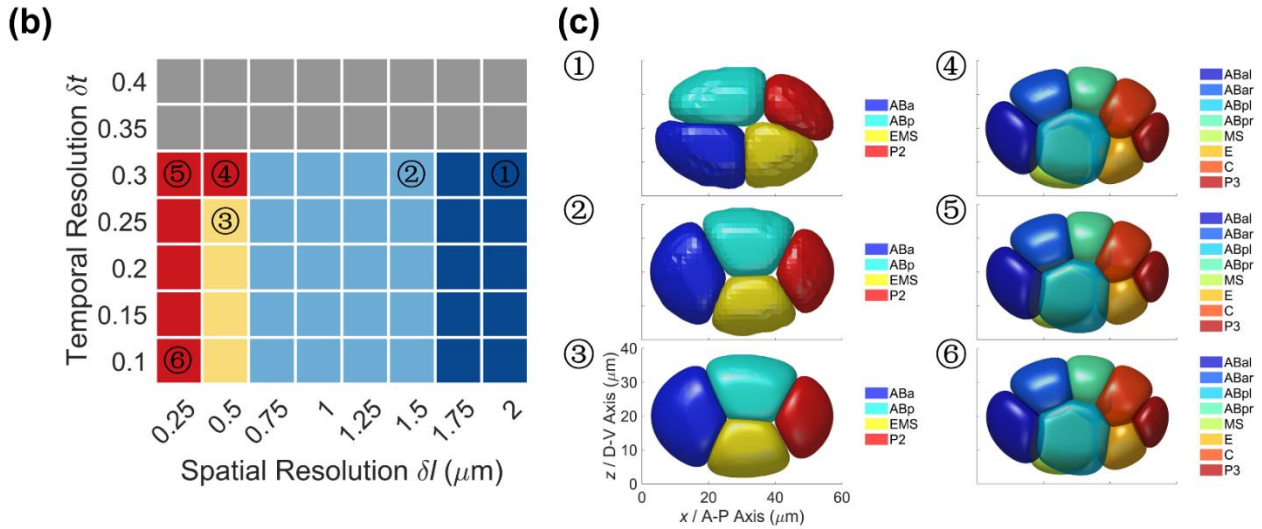 (b)
Temporal Resolution δt
0.4
0.35
0.3
0.25
0.2
0.15
0.1
⑤ ④ ② ①
③
⑥
0.25 0.5 0.75 1 1.25 1.5 1.75 2
Spatial Resolution δl (μm)
(c)
①
ABa
ABp
EMS
P2
②
ABa
ABp
EMS
P2
③
ABa
ABp
EMS
P2
z / D-V Axis (μm)
40
30
20
10
0
0 20 40 60
x / A-P Axis (μm)
④
ABal
ABar
ABpl
ABpr
MS
E
C
P3
⑤
ABal
ABar
ABpl
ABpr
MS
E
C
P3
⑥
ABal
ABar
ABpl
ABpr
MS
E
C
P3